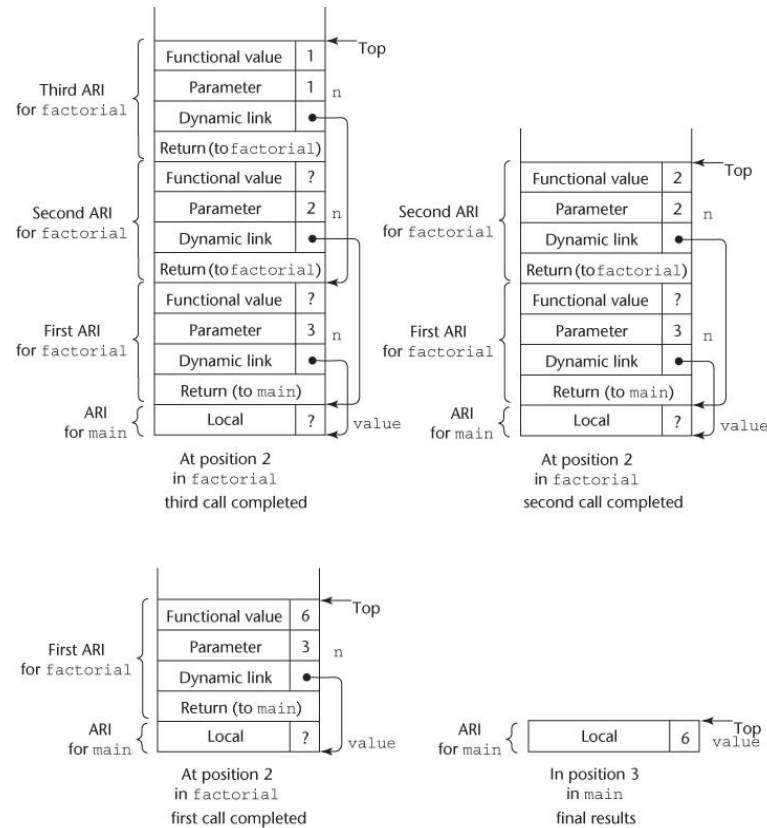 Top
Functional value 1
Third ARI
for factorial
Parameter 1 n
Dynamic link
Return (to factorial)
Functional value ?
Second ARI
for factorial
Parameter 2 n
Dynamic link
Return (to factorial)
Functional value ?
First ARI
for factorial
Parameter 3 n
Dynamic link
Return (to main)
ARI
for main
Local ? value
At position 2
in factorial
third call completed
Top
Functional value 2
Second ARI
for factorial
Parameter 2 n
Dynamic link
Return (to factorial)
Functional value ?
First ARI
for factorial
Parameter 3 n
Dynamic link
Return (to main)
ARI
for main
Local ? value
At position 2
in factorial
second call completed
Top
Functional value 6
First ARI
for factorial
Parameter 3 n
Dynamic link
Return (to main)
ARI
for main
Local ? value
At position 2
in factorial
first call completed
Top
ARI
for main
Local 6 value
In position 3
in main
final results